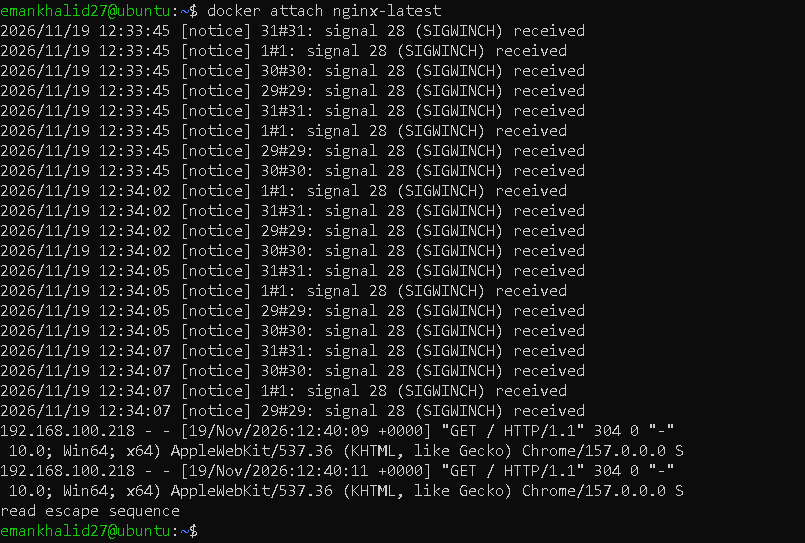 emankhalid27@ubuntu:~$ docker attach nginx-latest
2026/11/19 12:33:45 [notice] 31#31: signal 28 (SIGWINCH) received
2026/11/19 12:33:45 [notice] 1#1: signal 28 (SIGWINCH) received
2026/11/19 12:33:45 [notice] 30#30: signal 28 (SIGWINCH) received
2026/11/19 12:33:45 [notice] 29#29: signal 28 (SIGWINCH) received
2026/11/19 12:33:45 [notice] 31#31: signal 28 (SIGWINCH) received
2026/11/19 12:33:45 [notice] 1#1: signal 28 (SIGWINCH) received
2026/11/19 12:33:45 [notice] 29#29: signal 28 (SIGWINCH) received
2026/11/19 12:33:45 [notice] 30#30: signal 28 (SIGWINCH) received
2026/11/19 12:34:02 [notice] 1#1: signal 28 (SIGWINCH) received
2026/11/19 12:34:02 [notice] 31#31: signal 28 (SIGWINCH) received
2026/11/19 12:34:02 [notice] 29#29: signal 28 (SIGWINCH) received
2026/11/19 12:34:02 [notice] 30#30: signal 28 (SIGWINCH) received
2026/11/19 12:34:05 [notice] 31#31: signal 28 (SIGWINCH) received
2026/11/19 12:34:05 [notice] 1#1: signal 28 (SIGWINCH) received
2026/11/19 12:34:05 [notice] 29#29: signal 28 (SIGWINCH) received
2026/11/19 12:34:05 [notice] 30#30: signal 28 (SIGWINCH) received
2026/11/19 12:34:07 [notice] 31#31: signal 28 (SIGWINCH) received
2026/11/19 12:34:07 [notice] 30#30: signal 28 (SIGWINCH) received
2026/11/19 12:34:07 [notice] 1#1: signal 28 (SIGWINCH) received
2026/11/19 12:34:07 [notice] 29#29: signal 28 (SIGWINCH) received
192.168.100.218 - - [19/Nov/2026:12:40:09 +0000] "GET / HTTP/1.1" 304 0 "-"
10.0; Win64; x64) AppleWebKit/537.36 (KHTML, like Gecko) Chrome/157.0.0.0 S
192.168.100.218 - - [19/Nov/2026:12:40:11 +0000] "GET / HTTP/1.1" 304 0 "-"
10.0; Win64; x64) AppleWebKit/537.36 (KHTML, like Gecko) Chrome/157.0.0.0 S
read escape sequence
emankhalid27@ubuntu:~$